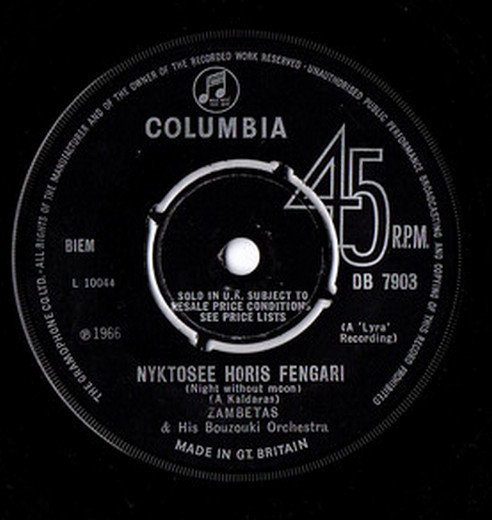 THE GRAMOPHONE CO. LTD. · ALL RIGHTS OF THE MANUFACTURER AND OF THE OWNER OF THE RECORDED WORK RESERVED · UNAUTHORISED PUBLIC PERFORMANCE BROADCASTING AND COPYING OF THIS RECORD PROHIBITED
COLUMBIA
45 R.P.M.
BIEM
L 10044
DB 7903
SOLD IN U.K. SUBJECT TO
RESALE PRICE CONDITIONS
SEE PRICE LISTS
℗ 1966
(A 'Lyra'
Recording)
NYKTOSEE HORIS FENGARI
(Night without moon)
(A. Kaldaras)
ZAMBETAS
& His Bouzouki Orchestra
MADE IN GT. BRITAIN